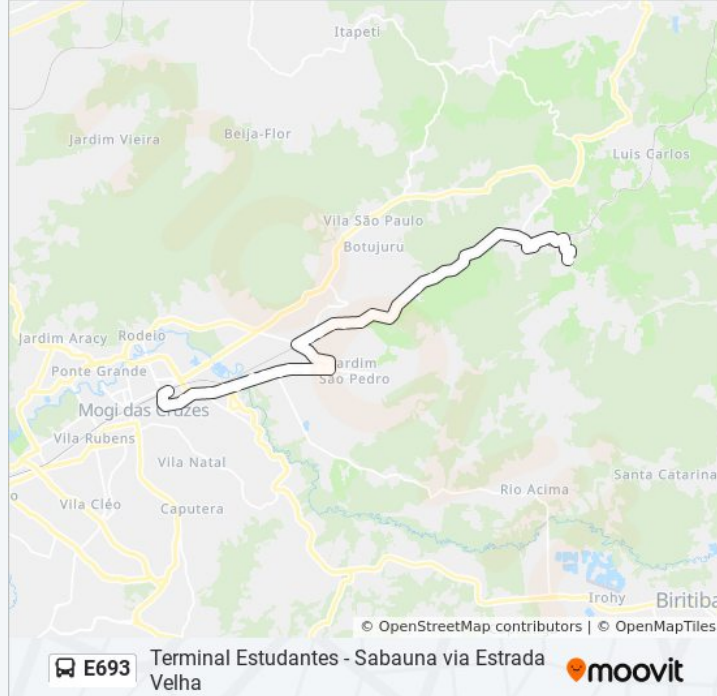 Itapeti
Jardim Vieira
Beija-Flor
Luis Carlos
Vila São Paulo
Botujuru
Jardim Aracy
Rodeio
Ponte Grande
Jardim
São Pedro
Mogi das Cruzes
Vila Rubens
Vila Natal
Santa Catarina
Rio Acima
o
Vila Cléo
Caputera
Irohy
Biritiba
© OpenStreetMap contributors | © OpenMapTiles
E693
Terminal Estudantes - Sabauna via Estrada
Velha
moovit